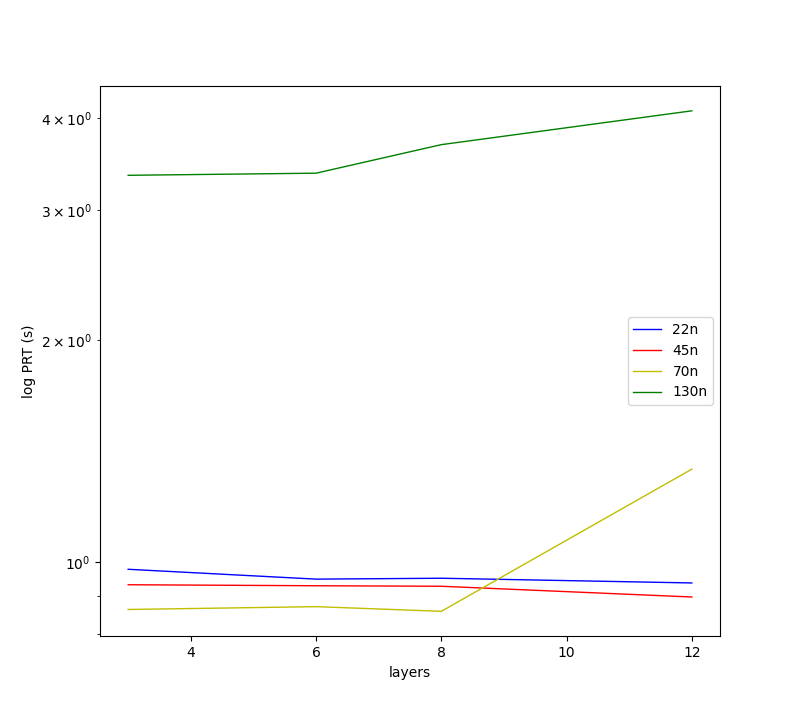 4 × 10⁰
3 × 10⁰
2 × 10⁰
10⁰
log PRT (s)
22n
45n
70n
130n
4 6 8 10 12
layers